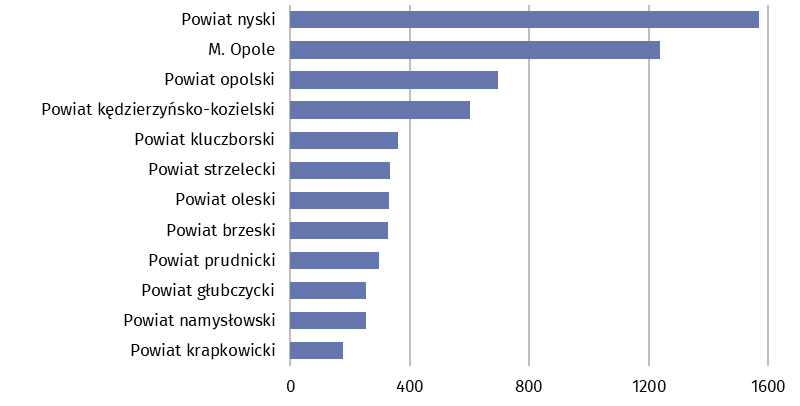 Powiat nyski
M. Opole
Powiat opolski
Powiat kędzierzyńsko-kozielski
Powiat kluczborski
Powiat strzelecki
Powiat oleski
Powiat brzeski
Powiat prudnicki
Powiat głubczycki
Powiat namysłowski
Powiat krapkowicki
0 400 800 1200 1600